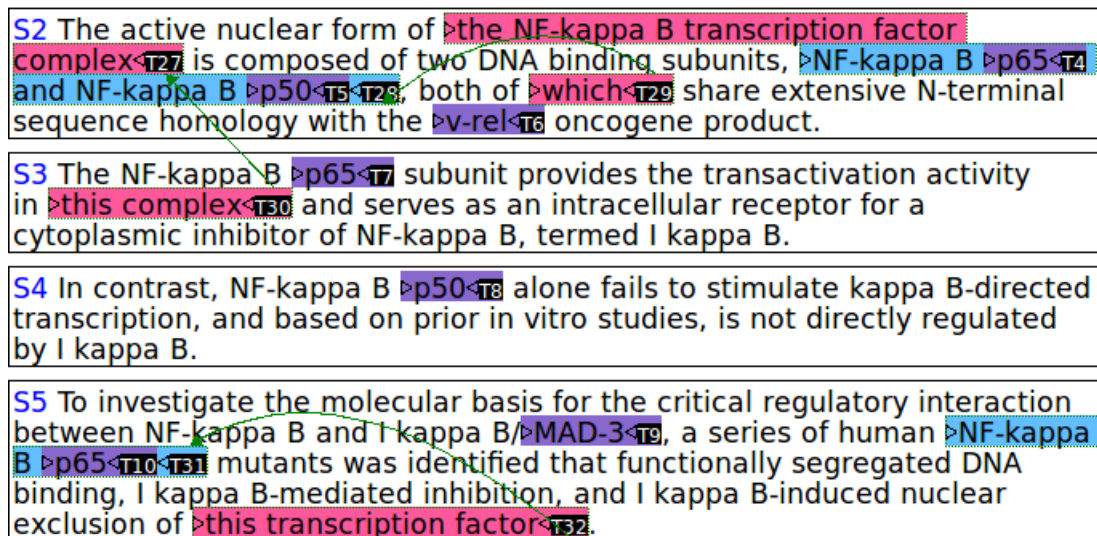 S2 The active nuclear form of the NF-kappa B transcription factor
complex T27 is composed of two DNA binding subunits, NF-kappa B p65 T4
and NF-kappa B p50 T5 T28, both of which T29 share extensive N-terminal
sequence homology with the v-rel T6 oncogene product.
S3 The NF-kappa B p65 T7 subunit provides the transactivation activity
in this complex T30 and serves as an intracellular receptor for a
cytoplasmic inhibitor of NF-kappa B, termed I kappa B.
S4 In contrast, NF-kappa B p50 T8 alone fails to stimulate kappa B-directed
transcription, and based on prior in vitro studies, is not directly regulated
by I kappa B.
S5 To investigate the molecular basis for the critical regulatory interaction
between NF-kappa B and I kappa B/MAD-3 T9, a series of human NF-kappa
B p65 T10 T31 mutants was identified that functionally segregated DNA
binding, I kappa B-mediated inhibition, and I kappa B-induced nuclear
exclusion of this transcription factor T32.